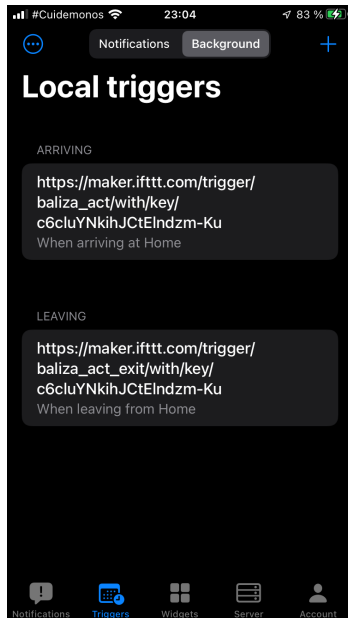 #Cuidemonos 23:04 83 %
Notifications Background
Local triggers
ARRIVING
https://maker.ifttt.com/trigger/
baliza_act/with/key/
c6cluYNkihJCtElndzm-Ku
When arriving at Home
LEAVING
https://maker.ifttt.com/trigger/
baliza_act_exit/with/key/
c6cluYNkihJCtElndzm-Ku
When leaving from Home
Notifications Triggers Widgets Server Account